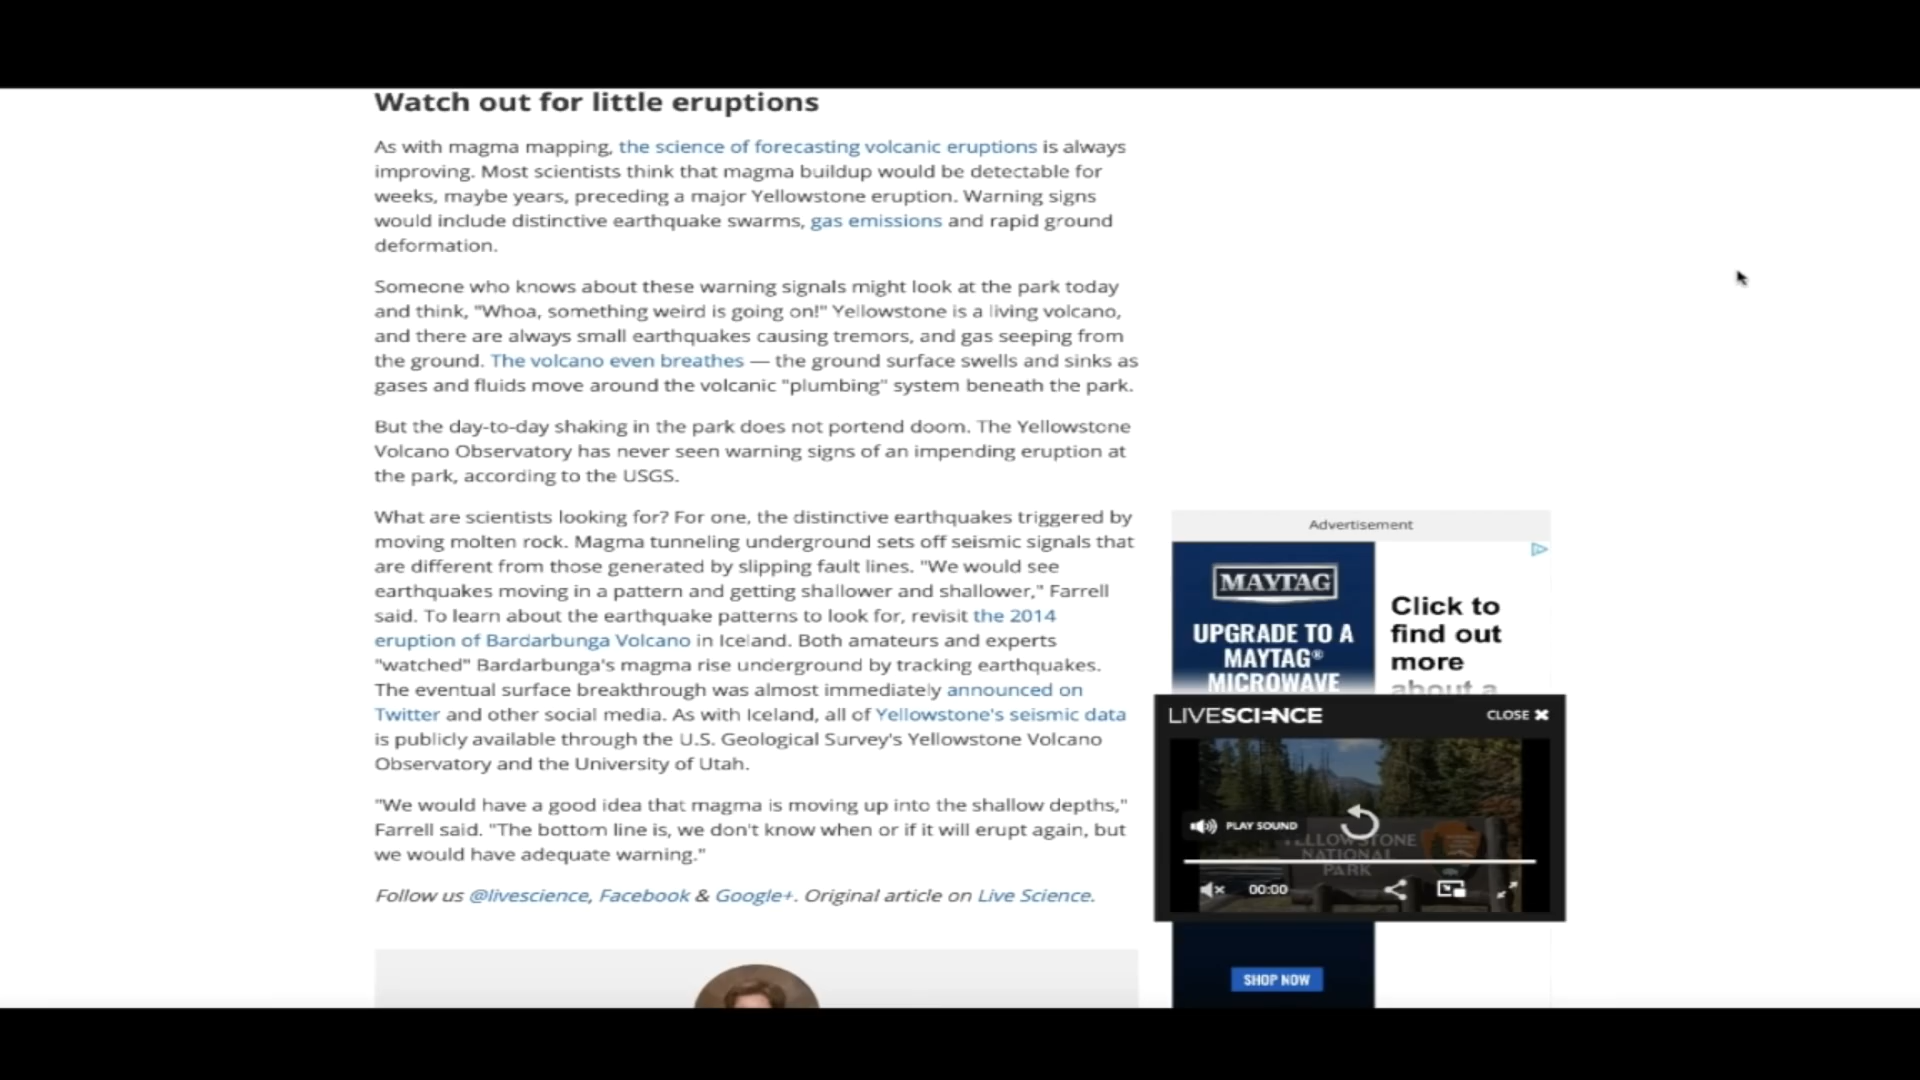 Watch out for little eruptions
As with magma mapping, the science of forecasting volcanic eruptions is always
improving. Most scientists think that magma buildup would be detectable for
weeks, maybe years, preceding a major Yellowstone eruption. Warning signs
would include distinctive earthquake swarms, gas emissions and rapid ground
deformation.
Someone who knows about these warning signals might look at the park today
and think, "Whoa, something weird is going on!" Yellowstone is a living volcano,
and there are always small earthquakes causing tremors, and gas seeping from
the ground. The volcano even breathes — the ground surface swells and sinks as
gases and fluids move around the volcanic "plumbing" system beneath the park.
But the day-to-day shaking in the park does not portend doom. The Yellowstone
Volcano Observatory has never seen warning signs of an impending eruption at
the park, according to the USGS.
What are scientists looking for? For one, the distinctive earthquakes triggered by
moving molten rock. Magma tunneling underground sets off seismic signals that
are different from those generated by slipping fault lines. "We would see
earthquakes moving in a pattern and getting shallower and shallower," Farrell
said. To learn about the earthquake patterns to look for, revisit the 2014
eruption of Bardarbunga Volcano in Iceland. Both amateurs and experts
"watched" Bardarbunga's magma rise underground by tracking earthquakes.
The eventual surface breakthrough was almost immediately announced on
Twitter and other social media. As with Iceland, all of Yellowstone's seismic data
is publicly available through the U.S. Geological Survey's Yellowstone Volcano
Observatory and the University of Utah.
"We would have a good idea that magma is moving up into the shallow depths,"
Farrell said. "The bottom line is, we don't know when or if it will erupt again, but
we would have adequate warning."
Follow us @livescience, Facebook & Google+. Original article on Live Science.
Advertisement
MAYTAG
UPGRADE TO A
MAYTAG®
MICROWAVE
Click to
find out
more
about a
LIVESCIENCE
CLOSE ✖
PLAY SOUND
YELLOWSTONE
NATIONAL
PARK
00:00
SHOP NOW